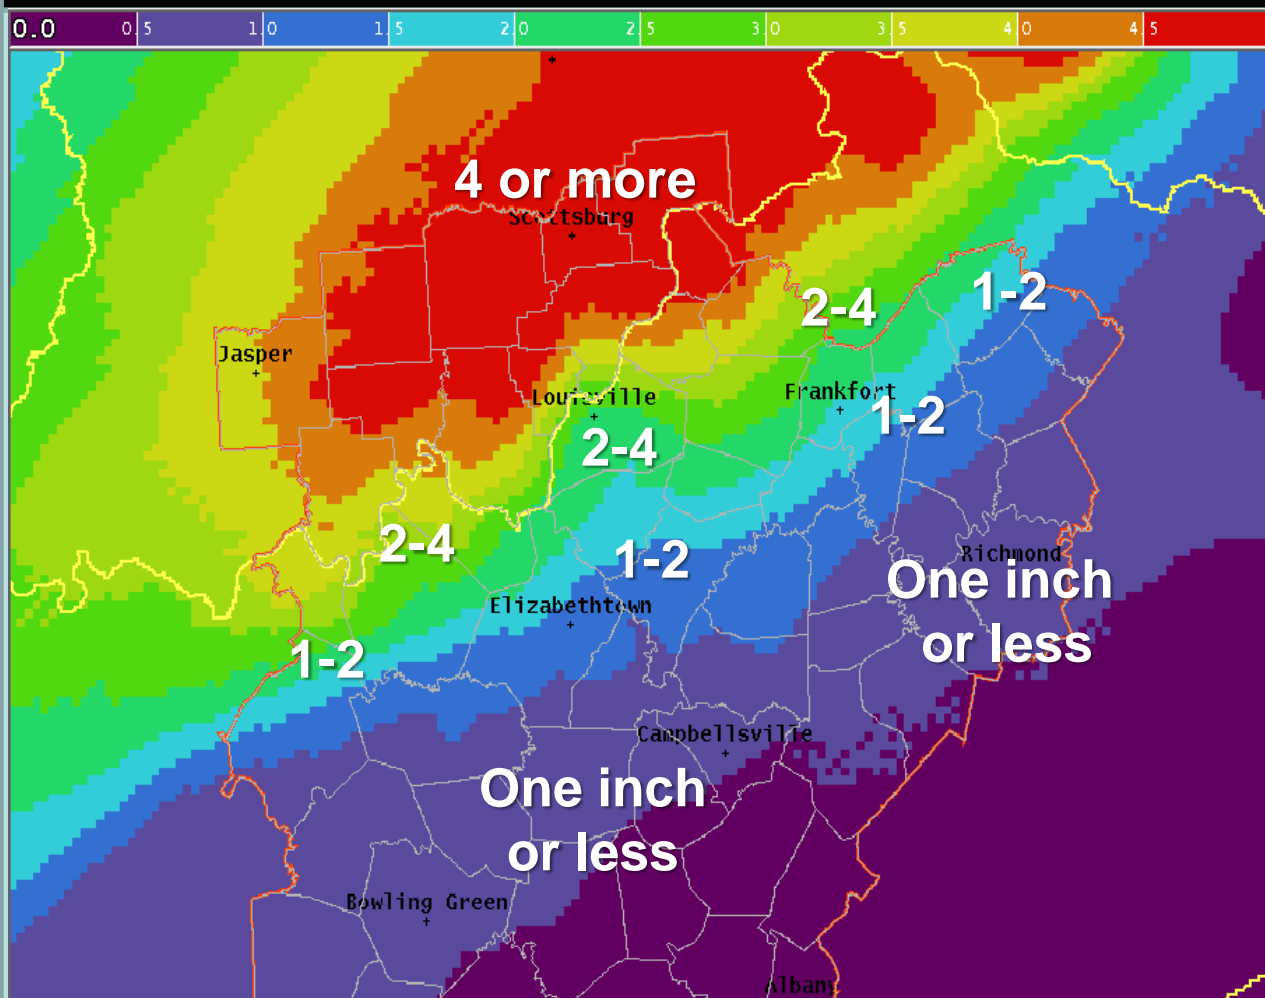 0.0 0.5 1.0 1.5 2.0 2.5 3.0 3.5 4.0 4.5
4 or more
Scottsburg
1-2
2-4
Jasper
Frankfort
Louisville
1-2
2-4
2-4
Richmond
1-2
One inch
or less
Elizabethtown
1-2
Campbellsville
One inch
or less
Bowling Green
Albany